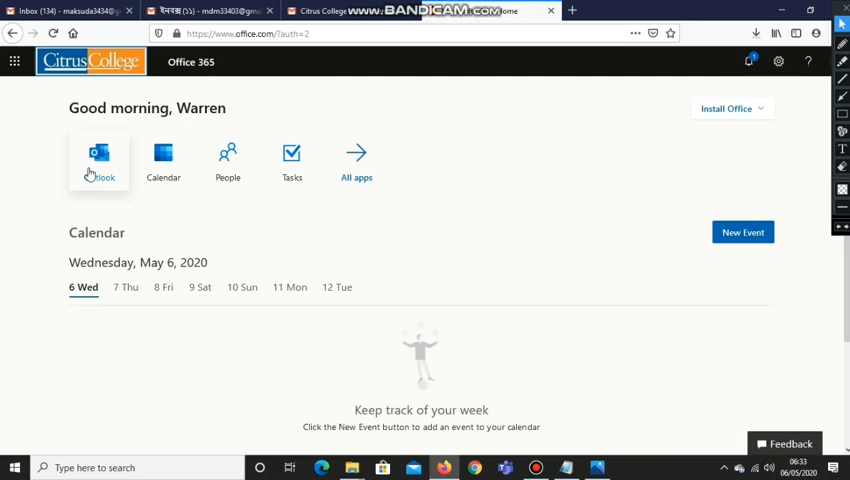 Inbox (134) - maksuda3434@g
ইনবক্স (১১) - mdm33403@gm
Citrus College
www.BANDICAM.com
ome
https://www.office.com/?auth=2
CitrusCollege
Office 365
Good morning, Warren
Install Office
tlook
Calendar
People
Tasks
All apps
Calendar
New Event
Wednesday, May 6, 2020
6 Wed
7 Thu
8 Fri
9 Sat
10 Sun
11 Mon
12 Tue
Keep track of your week
Click the New Event button to add an event to your calendar
Feedback
Type here to search
06:33
06/05/2020